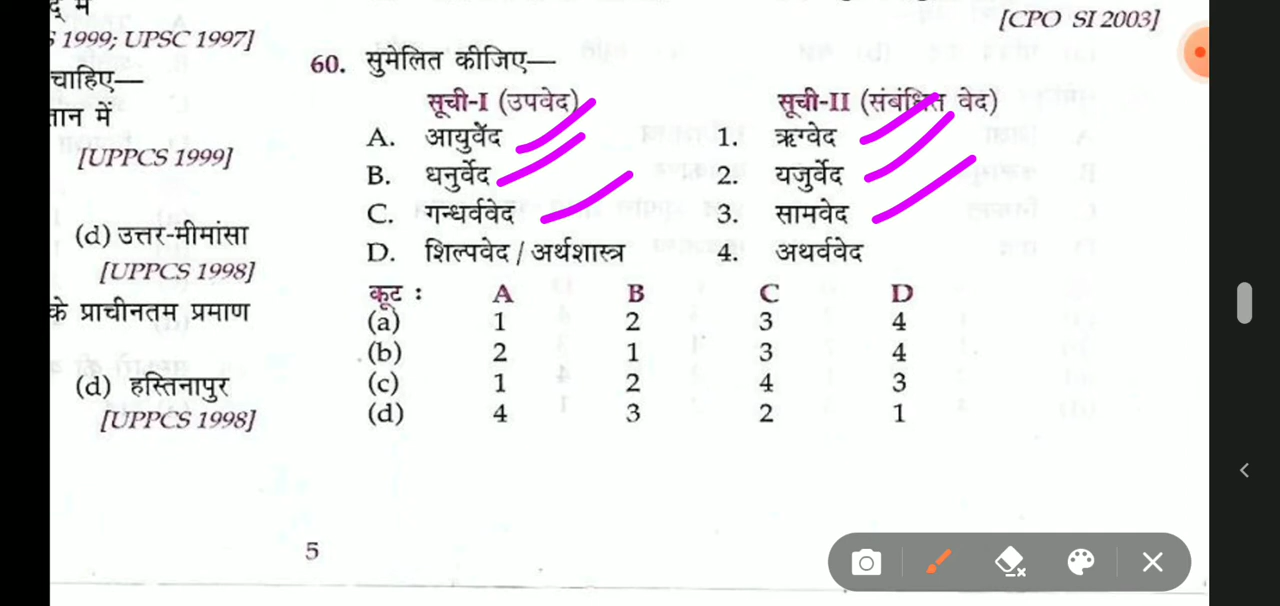 [CPO SI 2003]
1999; UPSC 1997]
चाहिए—
में
[UPPCS 1999]
(d) उत्तर-मीमांसा
[UPPCS 1998]
के प्राचीनतम प्रमाण
(d) हस्तिनापुर
[UPPCS 1998]
60. सुमेलित कीजिए—
सूची-I (उपवेद) सूची-II (संबंधित वेद)
A. आयुर्वेद 1. ऋग्वेद
B. धनुर्वेद 2. यजुर्वेद
C. गन्धर्ववेद 3. सामवेद
D. शिल्पवेद / अर्थशास्त्र 4. अथर्ववेद
कूट : A B C D
(a) 1 2 3 4
(b) 2 1 3 4
(c) 1 2 4 3
(d) 4 3 2 1
5